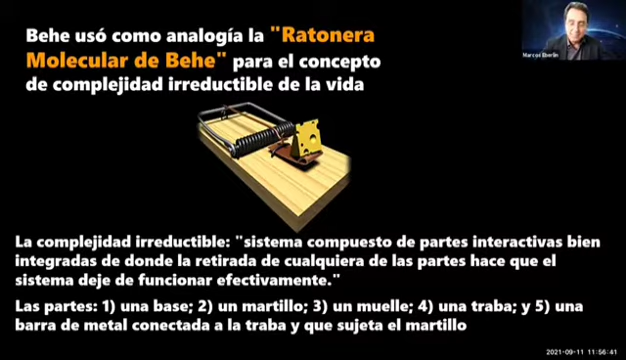 Behe usó como analogía la "Ratonera
Molecular de Behe" para el concepto
de complejidad irreductible de la vida
Marcos Eberlin
La complejidad irreductible: "sistema compuesto de partes interactivas bien
integradas de donde la retirada de cualquiera de las partes hace que el
sistema deje de funcionar efectivamente."
Las partes: 1) una base; 2) un martillo; 3) un muelle; 4) una traba; y 5) una
barra de metal conectada a la traba y que sujeta el martillo
2021-09-11 11:56:41